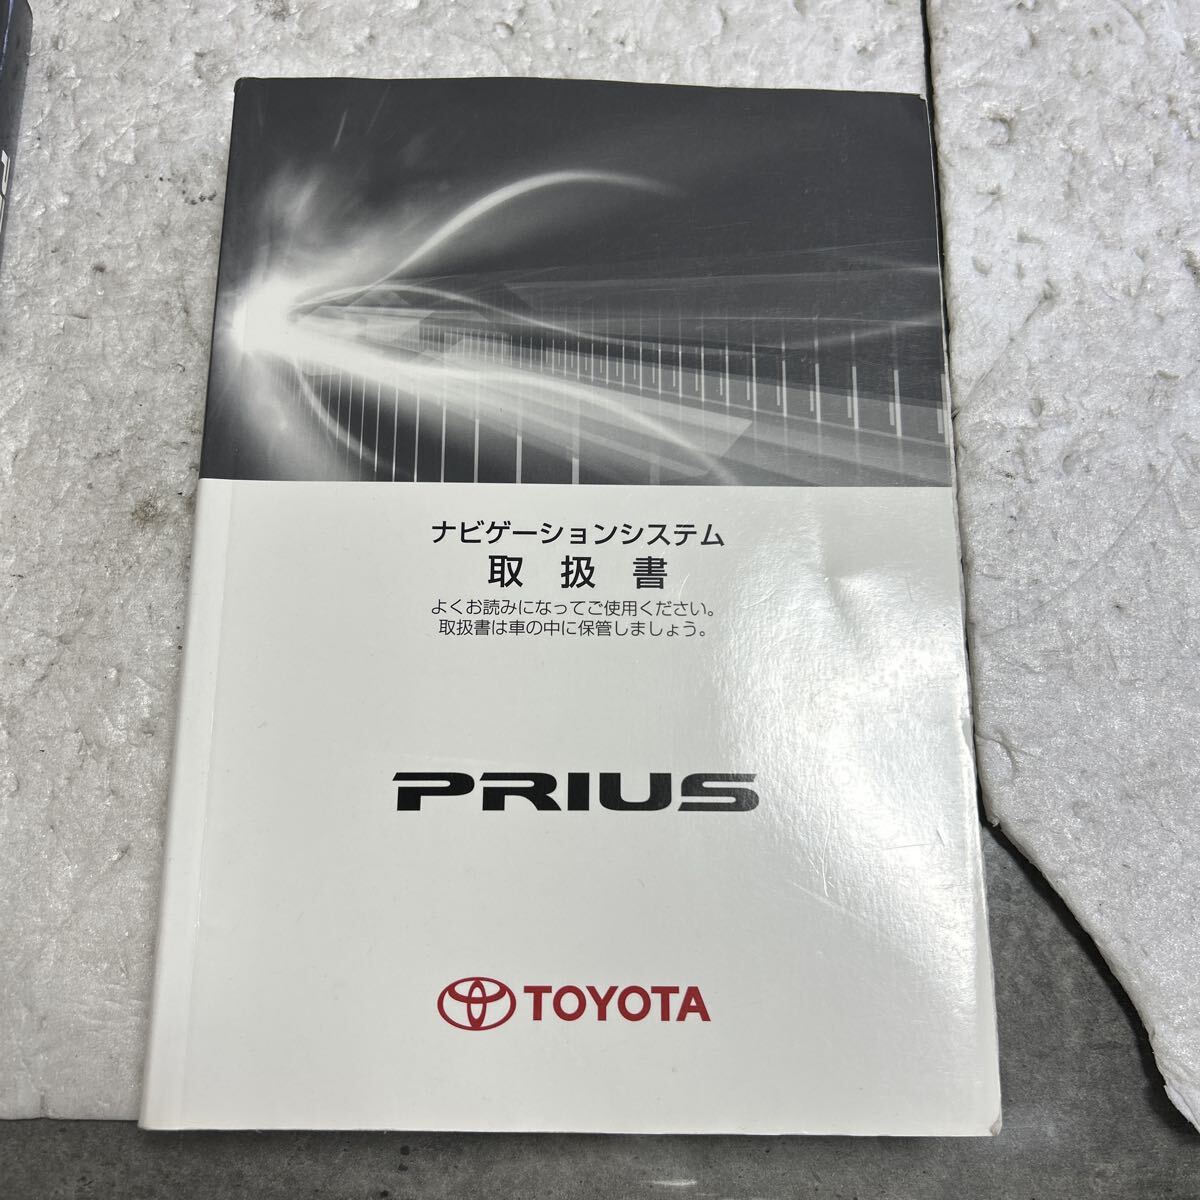 ナビゲーションシステム
取扱書
よくお読みになってご使用ください。
取扱書は車の中に保管しましょう。
PRIUS
TOYOTA